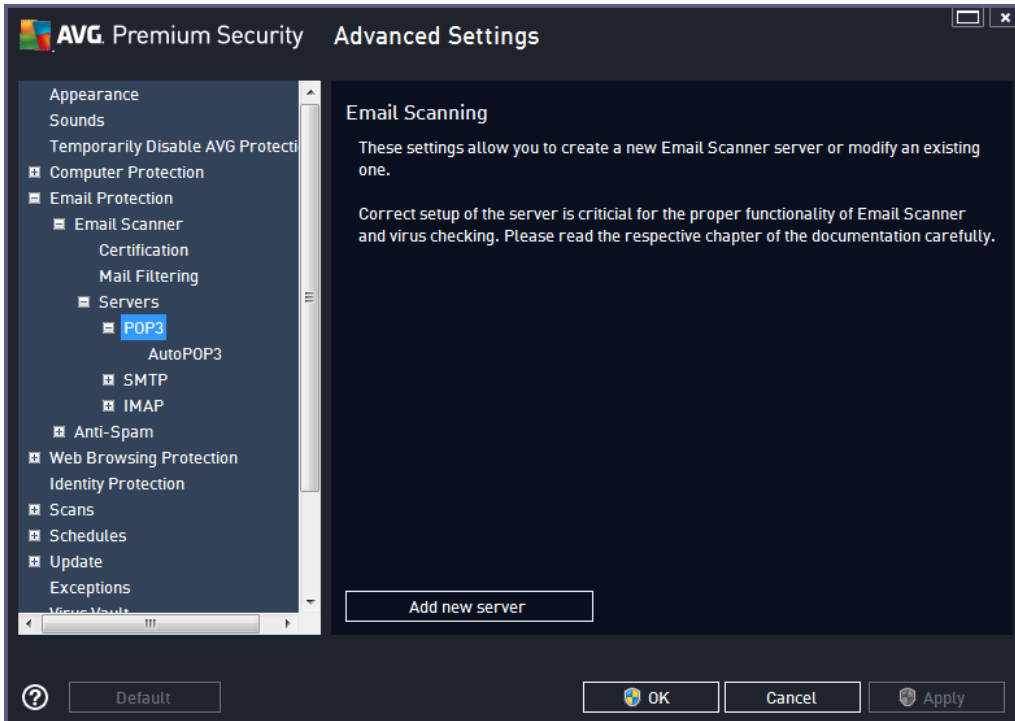 AVG. Premium Security Advanced Settings
Appearance
Sounds
Temporarily Disable AVG Protecti
Computer Protection
Email Protection
Email Scanner
Certification
Mail Filtering
Servers
POP3
AutoPOP3
SMTP
IMAP
Anti-Spam
Web Browsing Protection
Identity Protection
Scans
Schedules
Update
Exceptions
Virus Vault
Email Scanning
These settings allow you to create a new Email Scanner server or modify an existing
one.
Correct setup of the server is criticial for the proper functionality of Email Scanner
and virus checking. Please read the respective chapter of the documentation carefully.
Add new server
Default
OK
Cancel
Apply